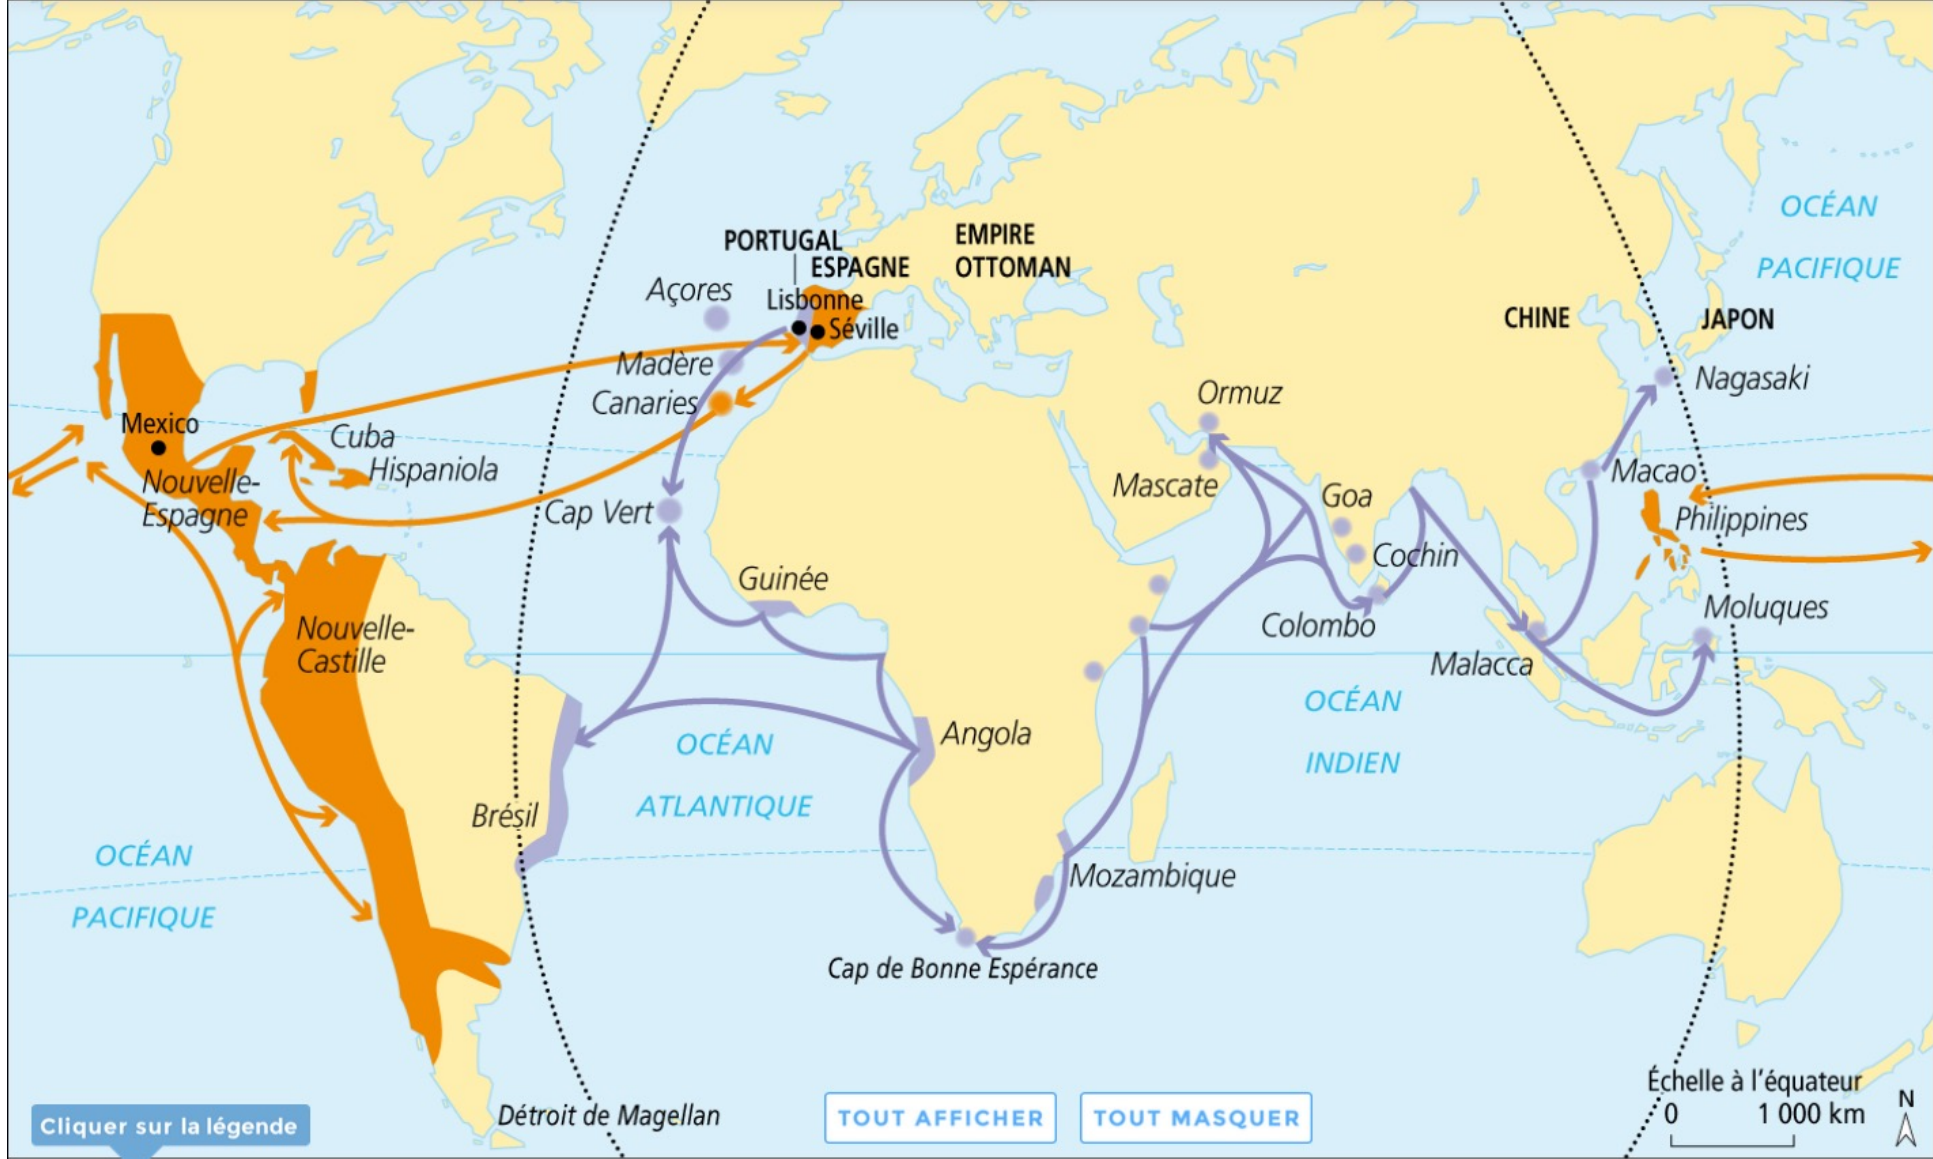 OCÉAN
PACIFIQUE
PORTUGAL
ESPAGNE
EMPIRE
OTTOMAN
Açores
Lisbonne
Séville
CHINE
JAPON
Madère
Canaries
Ormuz
Nagasaki
Mexico
Cuba
Hispaniola
Nouvelle-
Espagne
Cap Vert
Mascate
Goa
Macao
Philippines
Cochin
Guinée
Nouvelle-
Castille
Colombo
Malacca
Moluques
OCÉAN
INDIEN
OCÉAN
ATLANTIQUE
Angola
Brésil
OCÉAN
PACIFIQUE
Mozambique
Cap de Bonne Espérance
Détroit de Magellan
Échelle à l'équateur
0 1 000 km
N
Cliquer sur la légende
TOUT AFFICHER
TOUT MASQUER